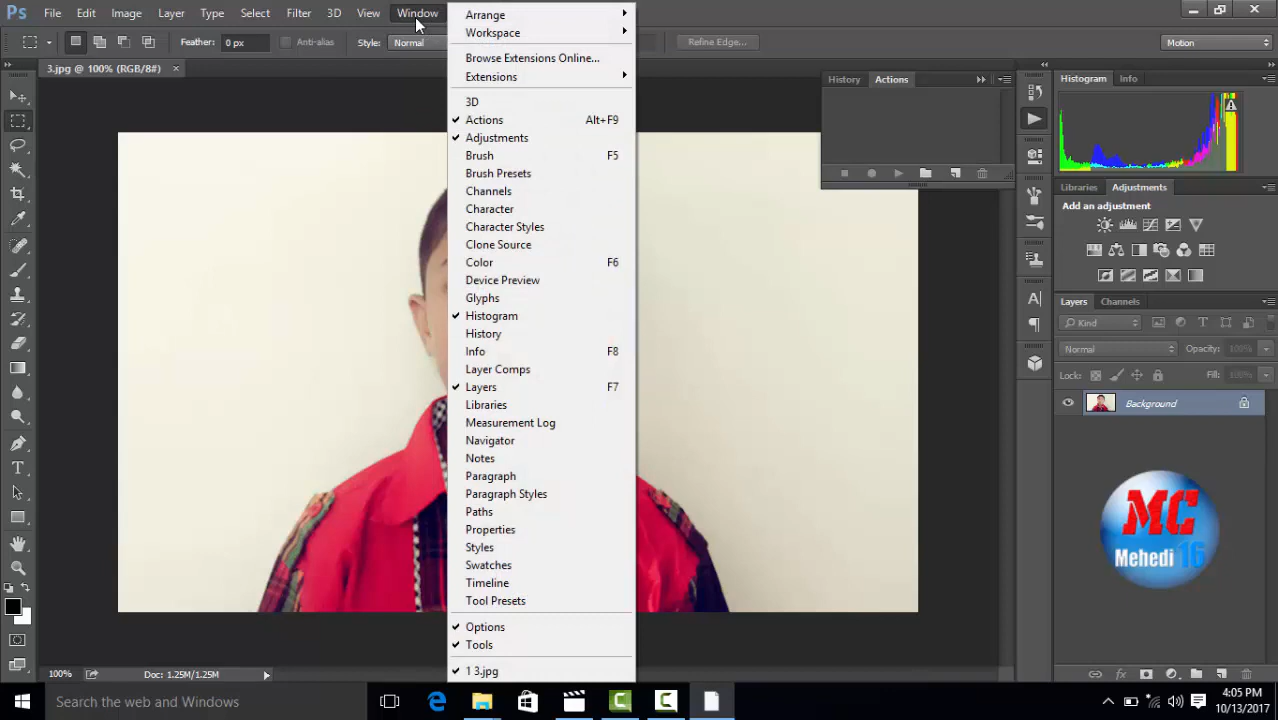 Ps File Edit Image Layer Type Select Filter 3D View Window
Feather: 0 px Anti-alias Style: Normal Refine Edge... Motion
3.jpg @ 100% (RGB/8#) ×
Arrange
Workspace
Browse Extensions Online...
Extensions
3D
Actions Alt+F9
Adjustments
Brush F5
Brush Presets
Channels
Character
Character Styles
Clone Source
Color F6
Device Preview
Glyphs
Histogram
History
Info F8
Layer Comps
Layers F7
Libraries
Measurement Log
Navigator
Notes
Paragraph
Paragraph Styles
Paths
Properties
Styles
Swatches
Timeline
Tool Presets
Options
Tools
1 3.jpg
History Actions
Histogram Info
Libraries Adjustments
Add an adjustment
Layers Channels
Kind
Normal Opacity: 100%
Lock: Fill: 100%
Background
MC
Mehedi 16
100% Doc: 1.25M/1.25M
Search the web and Windows
4:05 PM
10/13/2017